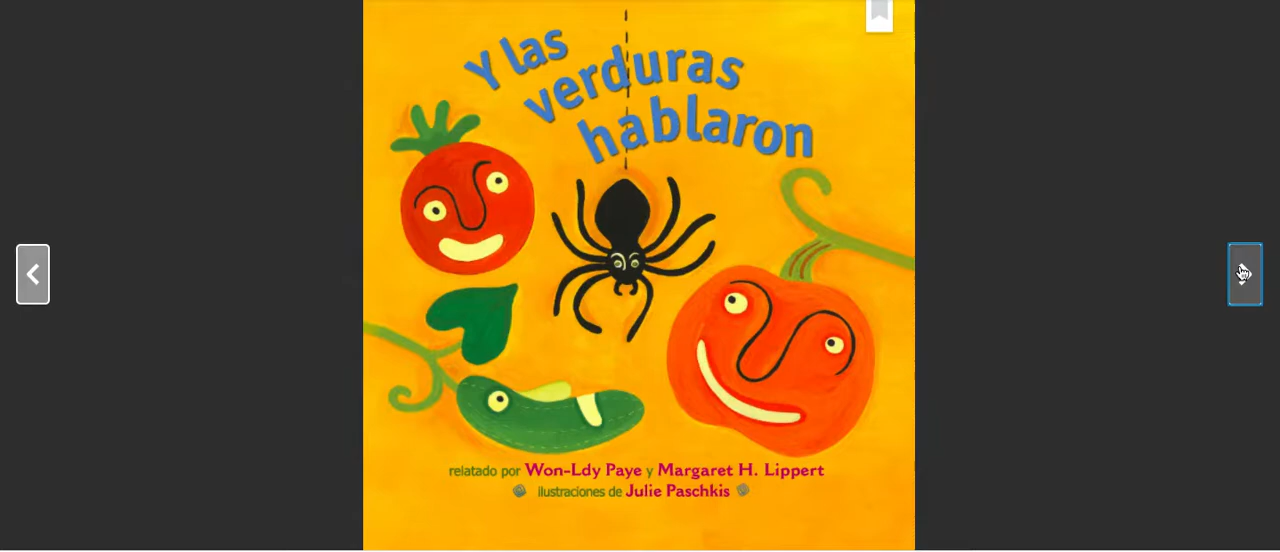 Y las
verduras
hablaron
relatado por Won-Ldy Paye y Margaret H. Lippert
ilustraciones de Julie Paschkis